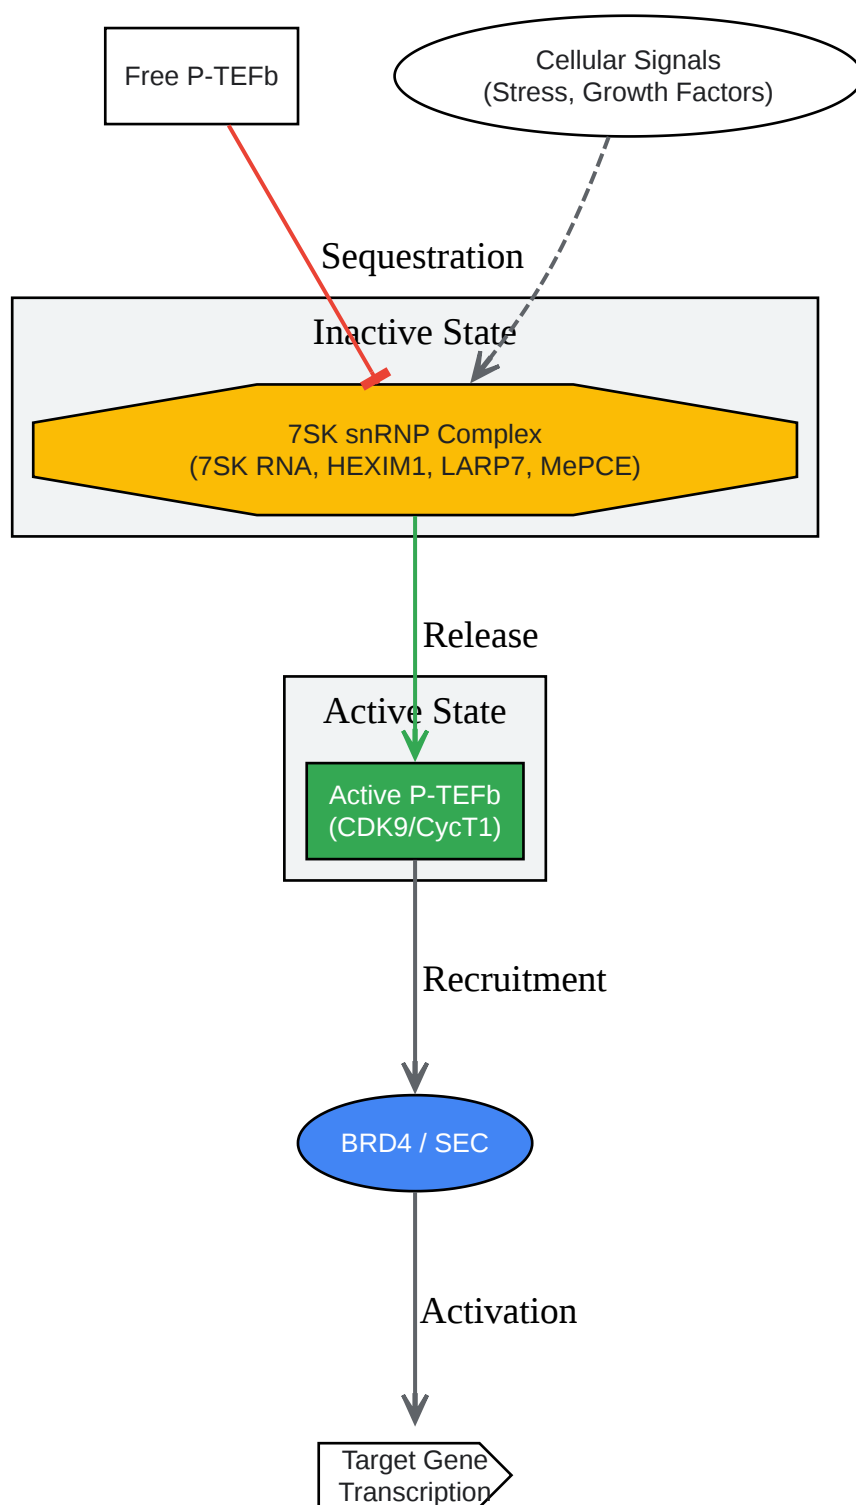 Free P-TEFb
Cellular Signals
(Stress, Growth Factors)
Sequestration
Inactive State
7SK snRNP Complex
(7SK RNA, HEXIM1, LARP7, MePCE)
Release
Active State
Active P-TEFb
(CDK9/CycT1)
Recruitment
BRD4 / SEC
Activation
Target Gene
Transcription